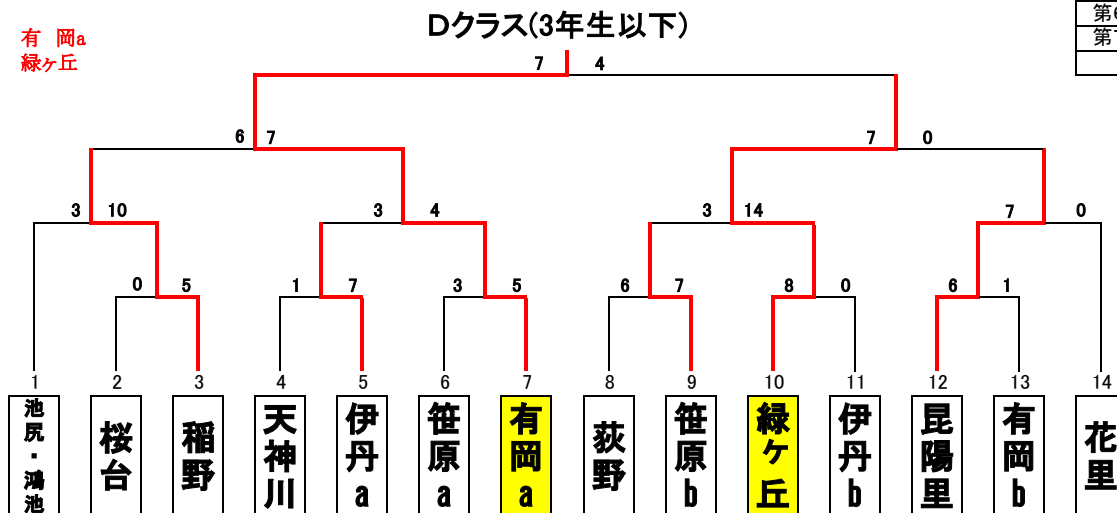 Dクラス(3年生以下)
有 岡a
緑ヶ丘
第
第
7 4
6 7
7 0
3 10
3 4
3 14
7 0
0 5
1 7
3 5
6 7
8 0
6 1
1 2 3 4 5 6 7 8 9 10 11 12 13 14
池尻・鴻池
桜台
稲野
天神川
伊丹a
笹原a
有岡a
荻野
笹原b
緑ヶ丘
伊丹b
昆陽里
有岡b
花里